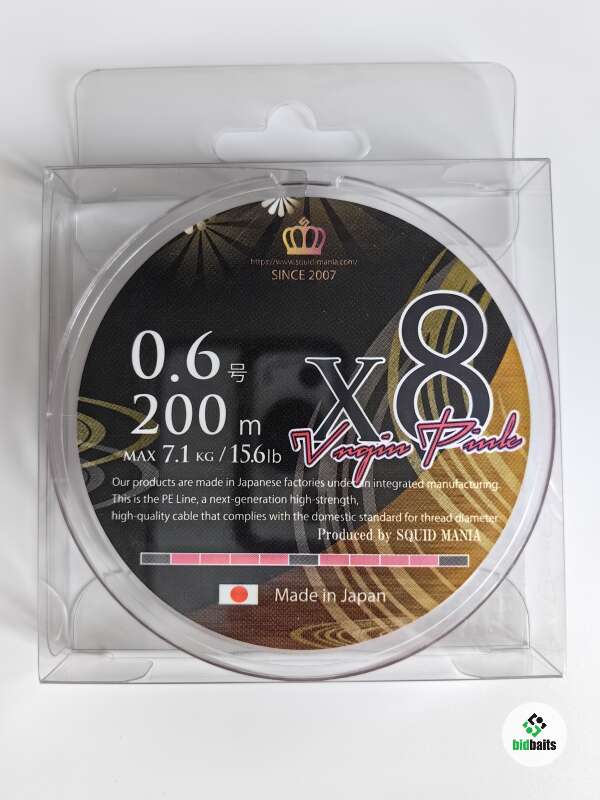 https://www.squidmania.com/
SINCE 2007
0.6号
200 m
MAX 7.1 KG / 15.6lb
x8
Vrgin Pink
Our products are made in Japanese factories under an integrated manufacturing.
This is the PE Line, a next-generation high-strength,
high-quality cable that complies with the domestic standard for thread diameter.
Produced by SQUID MANIA
Made in Japan
bidbaits